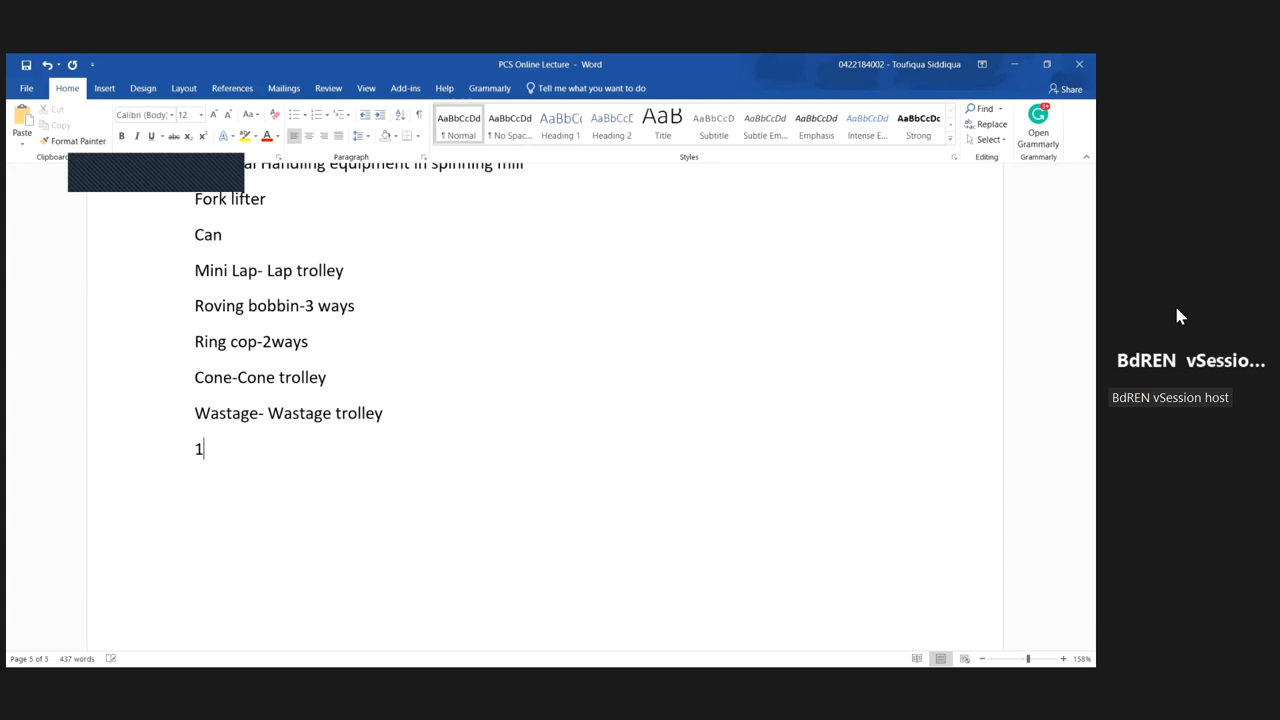 PCS Online Lecture - Word
0422184002 - Toufiqua Siddiqua
File Home Insert Design Layout References Mailings Review View Add-ins Help Grammarly Tell me what you want to do Share
Paste
Cut
Copy
Format Painter
Clipboard
Calibri (Body) 12
Paragraph
AaBbCcDd ¶ Normal
AaBbCcDd ¶ No Spac...
AaBbCc Heading 1
AaBbCcD Heading 2
AaB Title
AaBbCcD Subtitle
AaBbCcDd Subtle Em...
AaBbCcDd Emphasis
AaBbCcDd Intense E...
AaBbCcDc Strong
Styles
Find
Replace
Select
Editing
Open
Grammarly
Grammarly
Handling equipment in spinning mill
Fork lifter
Can
Mini Lap- Lap trolley
Roving bobbin-3 ways
Ring cop-2ways
Cone-Cone trolley
Wastage- Wastage trolley
1
Page 5 of 5 437 words 158%
BdREN vSessio...
BdREN vSession host